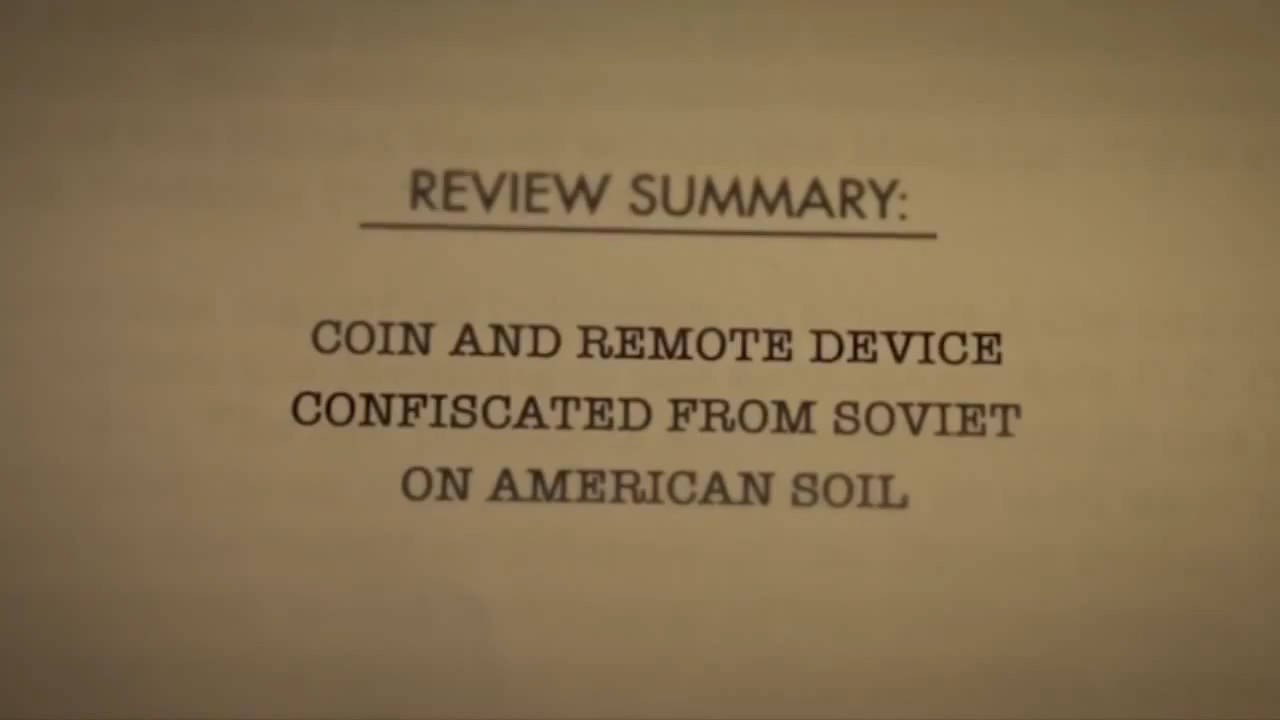 REVIEW SUMMARY:
COIN AND REMOTE DEVICE
CONFISCATED FROM SOVIET
ON AMERICAN SOIL